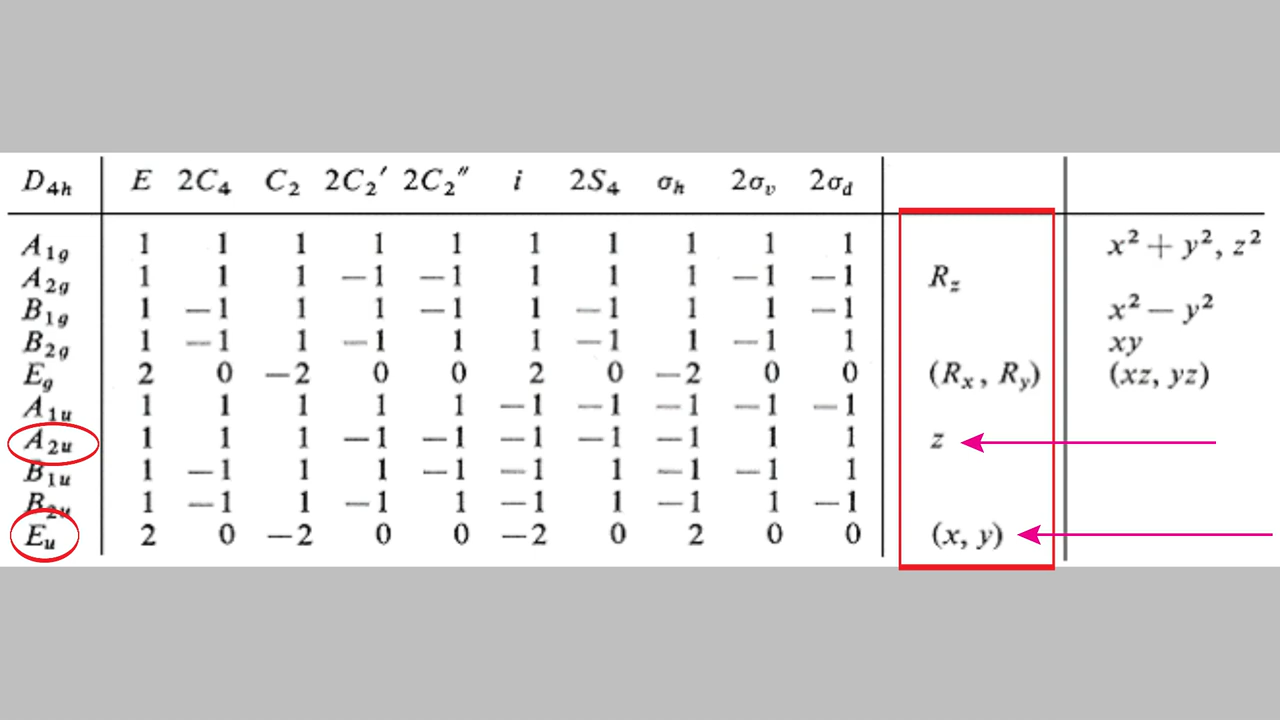 D₄ₕ E 2C₄ C₂ 2C₂′ 2C₂″ i 2S₄ σₕ 2σᵥ 2σ_d
A₁g 1 1 1 1 1 1 1 1 1 1 x² + y², z²
A₂g 1 1 1 —1 —1 1 1 1 —1 —1 R_z
B₁g 1 —1 1 1 —1 1 —1 1 1 —1 x² — y²
B₂g 1 —1 1 —1 1 1 —1 1 —1 1 xy
E_g 2 0 —2 0 0 2 0 —2 0 0 (Rₓ, R_y) (xz, yz)
A₁u 1 1 1 1 1 —1 —1 —1 —1 —1
A₂u 1 1 1 —1 —1 —1 —1 —1 1 1 z
B₁u 1 —1 1 1 —1 —1 1 —1 —1 1
B₂u 1 —1 1 —1 1 —1 1 —1 1 —1
Eᵤ 2 0 —2 0 0 —2 0 2 0 0 (x, y)